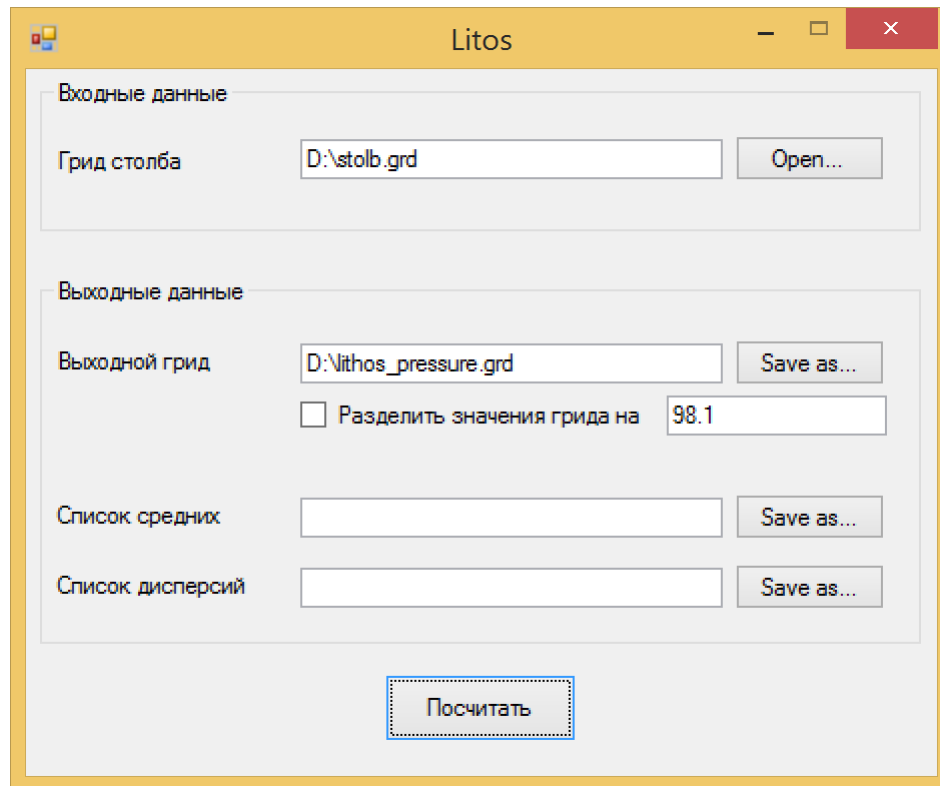 Litos
Входные данные
Грид столба D:\stolb.grd Open...
Выходные данные
Выходной грид D:\lithos_pressure.grd Save as...
Разделить значения грида на 98.1
Список средних Save as...
Список дисперсий Save as...
Посчитать